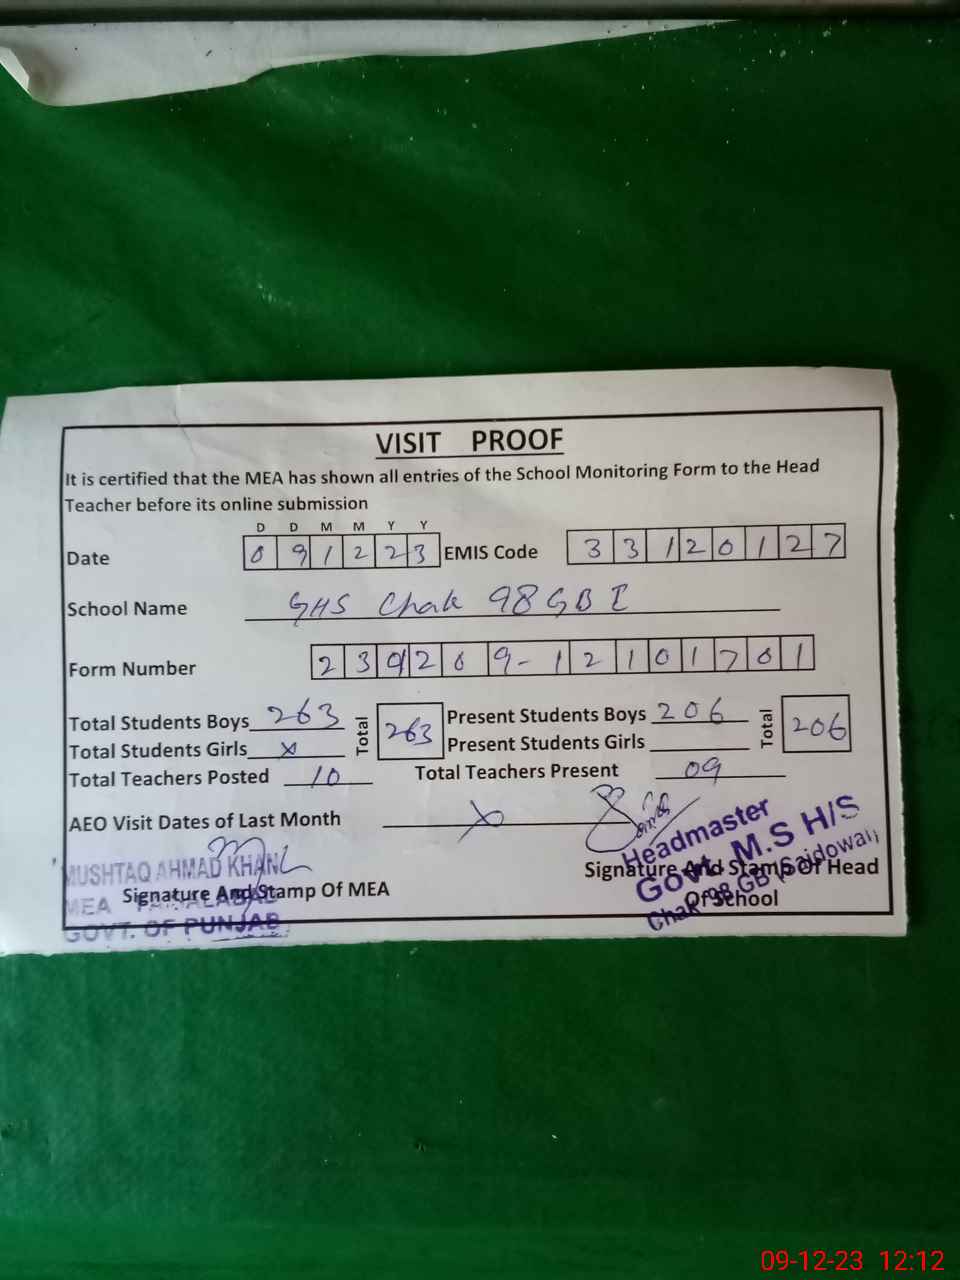 VISIT PROOF
It is certified that the MEA has shown all entries of the School Monitoring Form to the Head
Teacher before its online submission
D D M M Y Y
Date 0 9 1 2 2 3 EMIS Code 3 3 1 2 0 1 2 7
School Name GHS Chak 98 GB I
Form Number 2 3 9 2 0 9 - 1 2 1 0 1 7 0 1
Total Students Boys 263 Total 263 Present Students Boys 206 Total 206
Total Students Girls x Present Students Girls
Total Teachers Posted 10 Total Teachers Present 09
AEO Visit Dates of Last Month x
MUSHTAQ AHMAD KHAN
Signature And Stamp Of MEA
MEA FAISALABAD
GOVT. OF PUNJAB
Headmaster
Govt. M.S H/S
Chak 98 GB (Saidowal)
Signature And Stamp Of Head
Of School
09-12-23 12:12